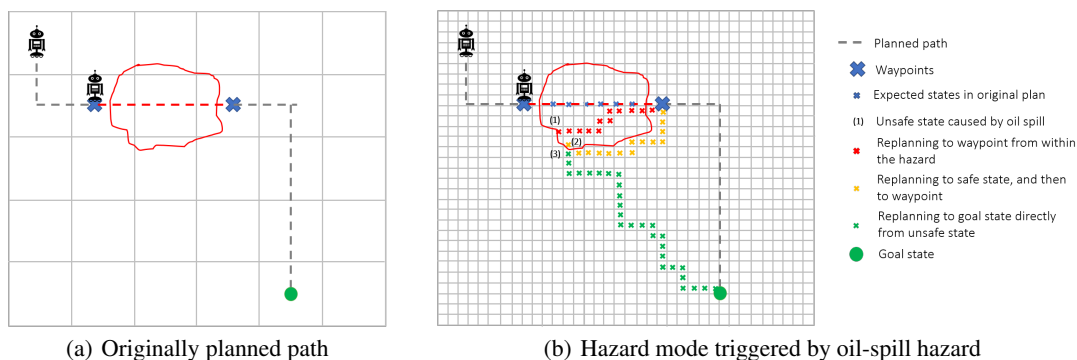 (1)
(2)
(3)
Planned path
Waypoints
Expected states in original plan
(1) Unsafe state caused by oil spill
Replanning to waypoint from within
the hazard
Replanning to safe state, and then
to waypoint
Replanning to goal state directly
from unsafe state
Goal state
(a) Originally planned path
(b) Hazard mode triggered by oil-spill hazard